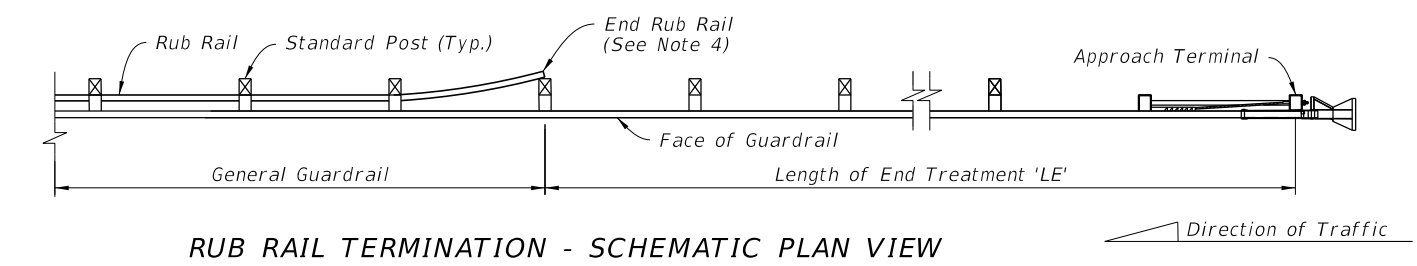 End Rub Rail
(See Note 4)
Rub Rail
Standard Post (Typ.)
Approach Terminal
Face of Guardrail
General Guardrail
Length of End Treatment 'LE'
RUB RAIL TERMINATION - SCHEMATIC PLAN VIEW
Direction of Traffic